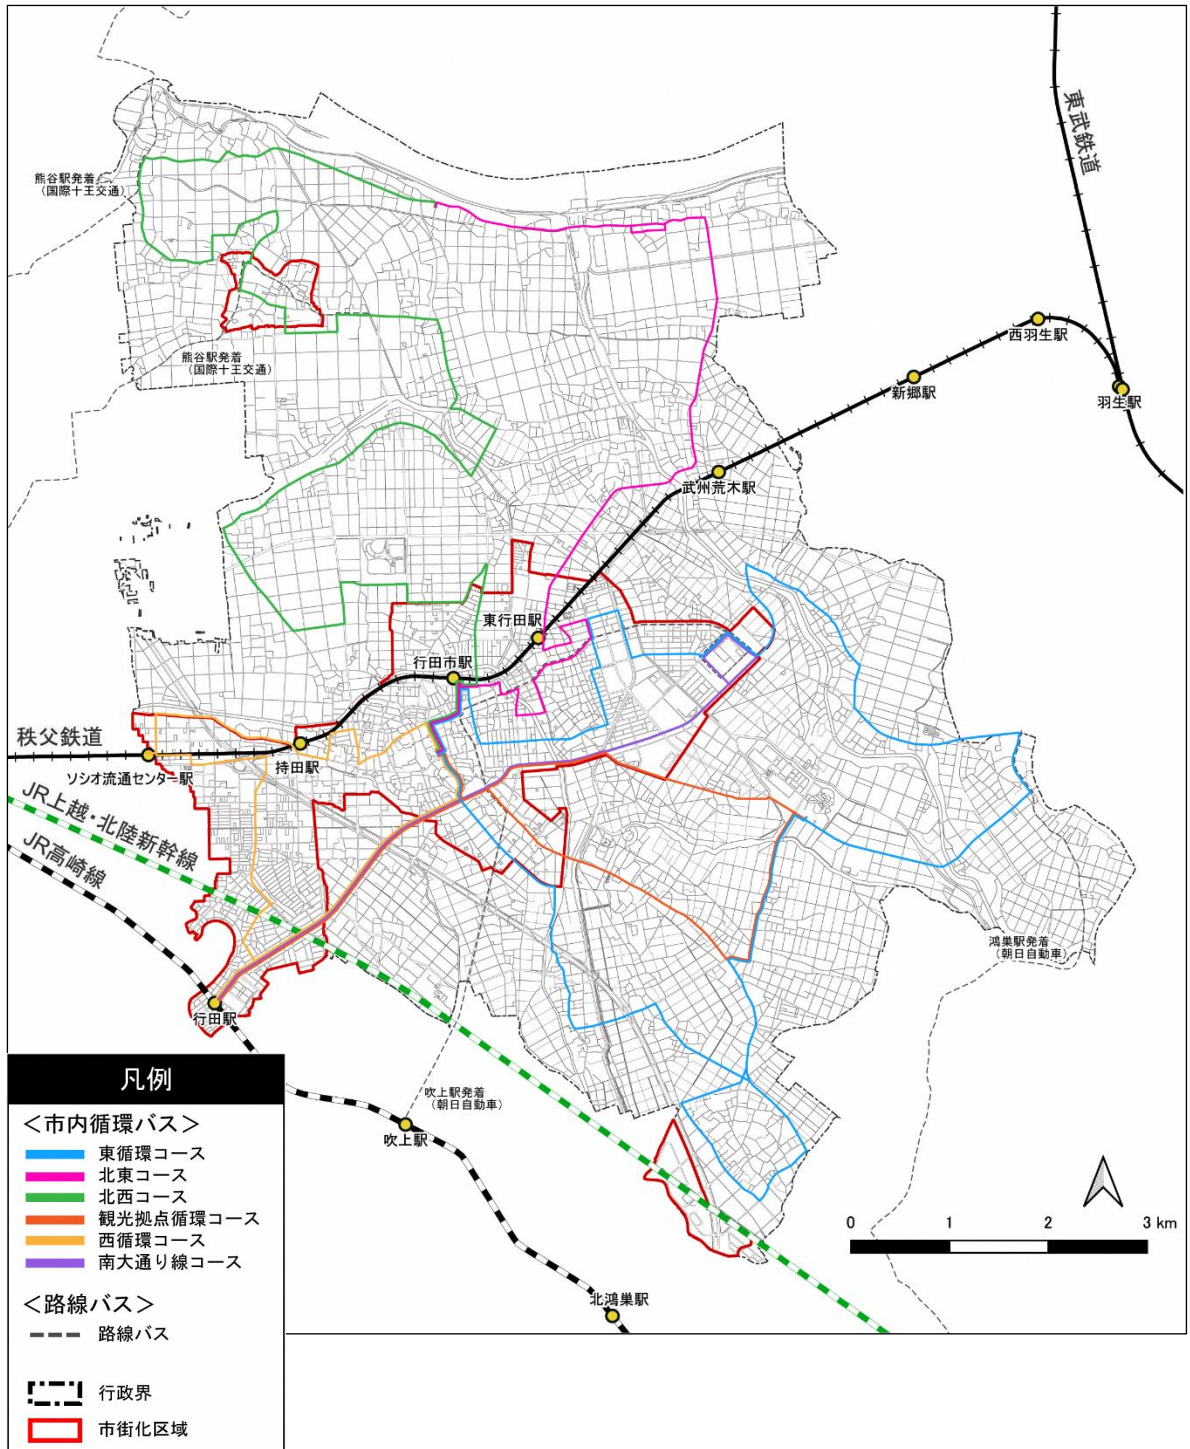 東武鉄道
熊谷駅発着
（国際十王交通）
西羽生駅
熊谷駅発着
（国際十王交通）
新郷駅
羽生駅
武州荒木駅
東行田駅
行田市駅
秩父鉄道
持田駅
ソシオ流通センター駅
JR上越・北陸新幹線
JR高崎線
鴻巣駅発着
（朝日自動車）
行田駅
吹上駅発着
（朝日自動車）
吹上駅
北鴻巣駅
0 1 2 3 km
凡例
＜市内循環バス＞
東循環コース
北東コース
北西コース
観光拠点循環コース
西循環コース
南大通り線コース
＜路線バス＞
路線バス
行政界
市街化区域